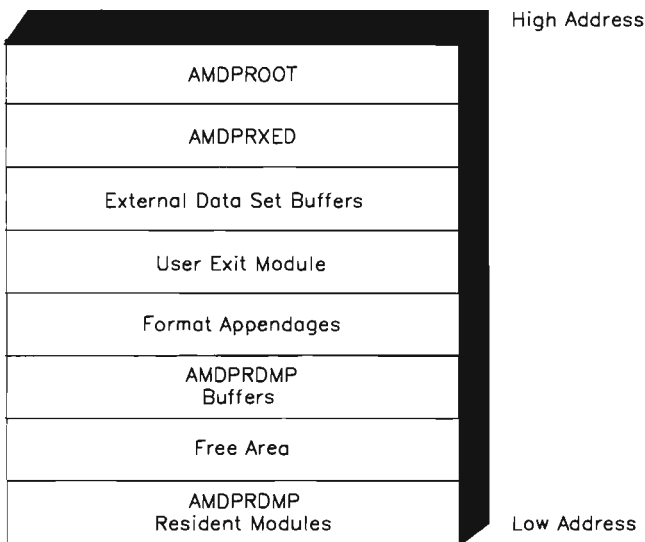 High Address
AMDPROOT
AMDPRXED
External Data Set Buffers
User Exit Module
Format Appendages
AMDPRDMP
Buffers
Free Area
AMDPRDMP
Resident Modules
Low Address